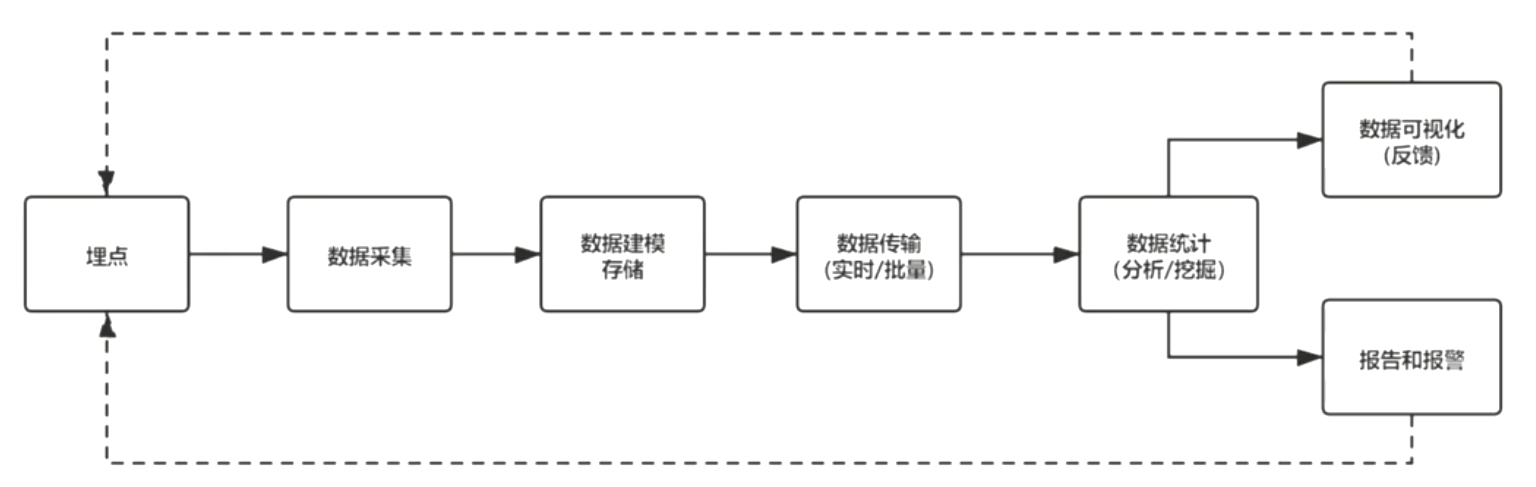 数据可视化
(反馈)
埋点
数据采集
数据建模
存储
数据传输
(实时/批量)
数据统计
(分析/挖掘)
报告和报警